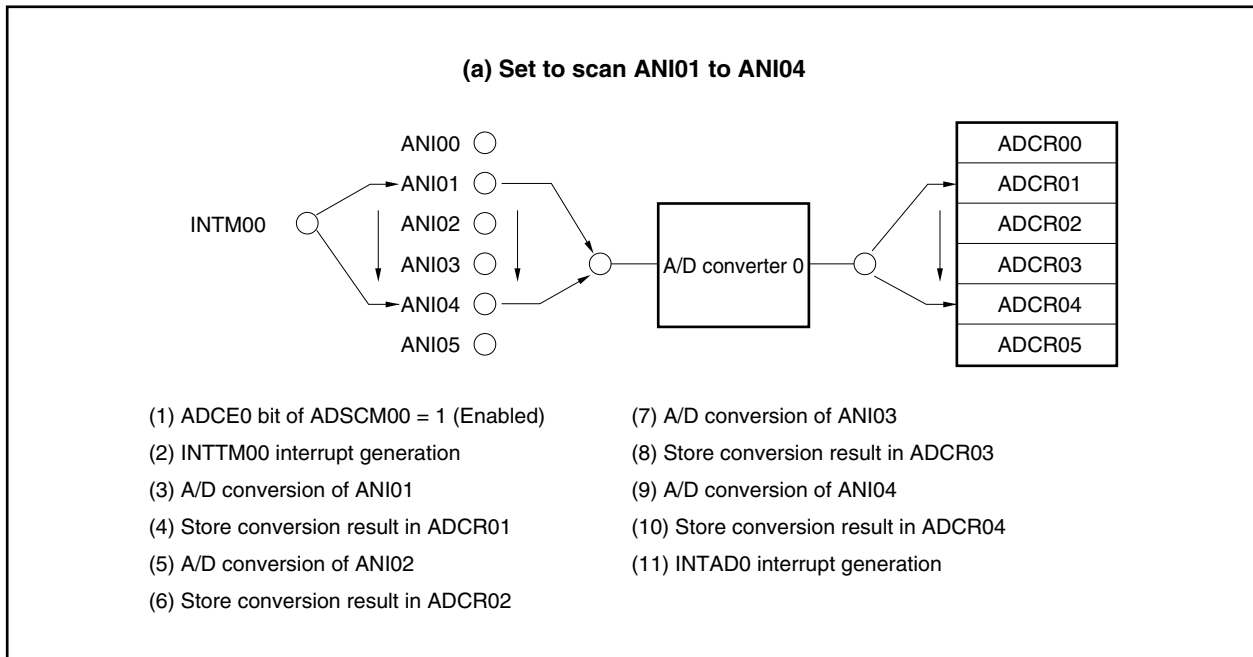 (a) Set to scan ANI01 to ANI04
ANI00
ANI01
INTM00
ANI02
ANI03
ANI04
ANI05
A/D converter 0
ADCR00
ADCR01
ADCR02
ADCR03
ADCR04
ADCR05
(1) ADCE0 bit of ADSCM00 = 1 (Enabled)
(2) INTTM00 interrupt generation
(3) A/D conversion of ANI01
(4) Store conversion result in ADCR01
(5) A/D conversion of ANI02
(6) Store conversion result in ADCR02
(7) A/D conversion of ANI03
(8) Store conversion result in ADCR03
(9) A/D conversion of ANI04
(10) Store conversion result in ADCR04
(11) INTAD0 interrupt generation